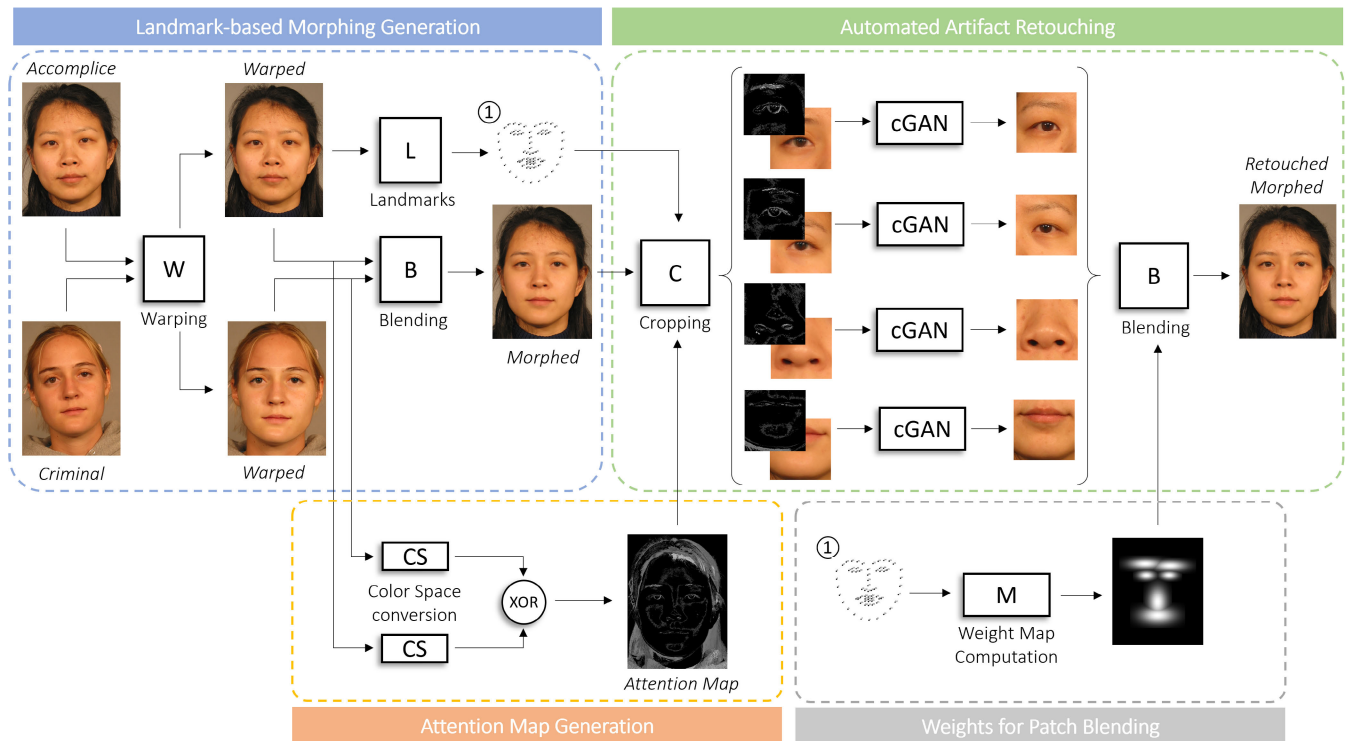 Landmark-based Morphing Generation
Automated Artifact Retouching
Accomplice
Warped
①
L
Landmarks
W
Warping
B
Blending
Morphed
Criminal
Warped
C
Cropping
cGAN
cGAN
cGAN
cGAN
B
Blending
Retouched
Morphed
CS
Color Space
conversion
CS
XOR
Attention Map
Attention Map Generation
①
M
Weight Map
Computation
Weights for Patch Blending